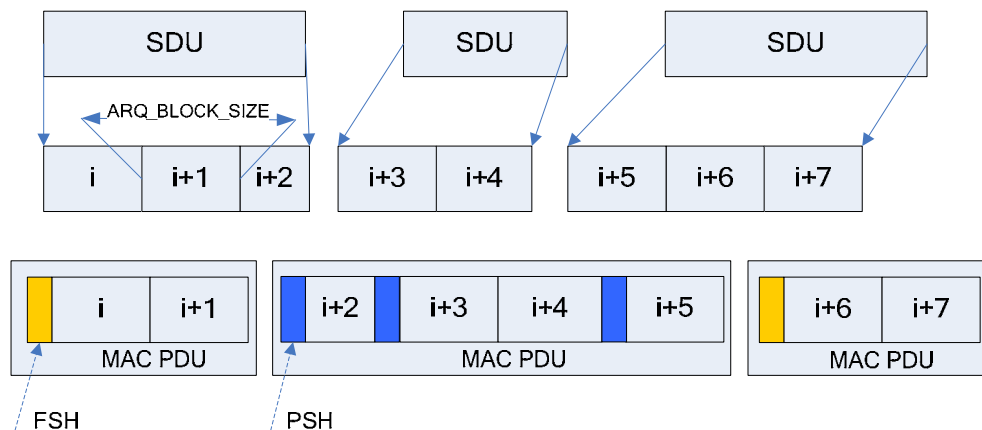 SDU SDU SDU
ARQ_BLOCK_SIZE
i i+1 i+2 i+3 i+4 i+5 i+6 i+7
i i+1 i+2 i+3 i+4 i+5 i+6 i+7
MAC PDU MAC PDU MAC PDU
FSH PSH